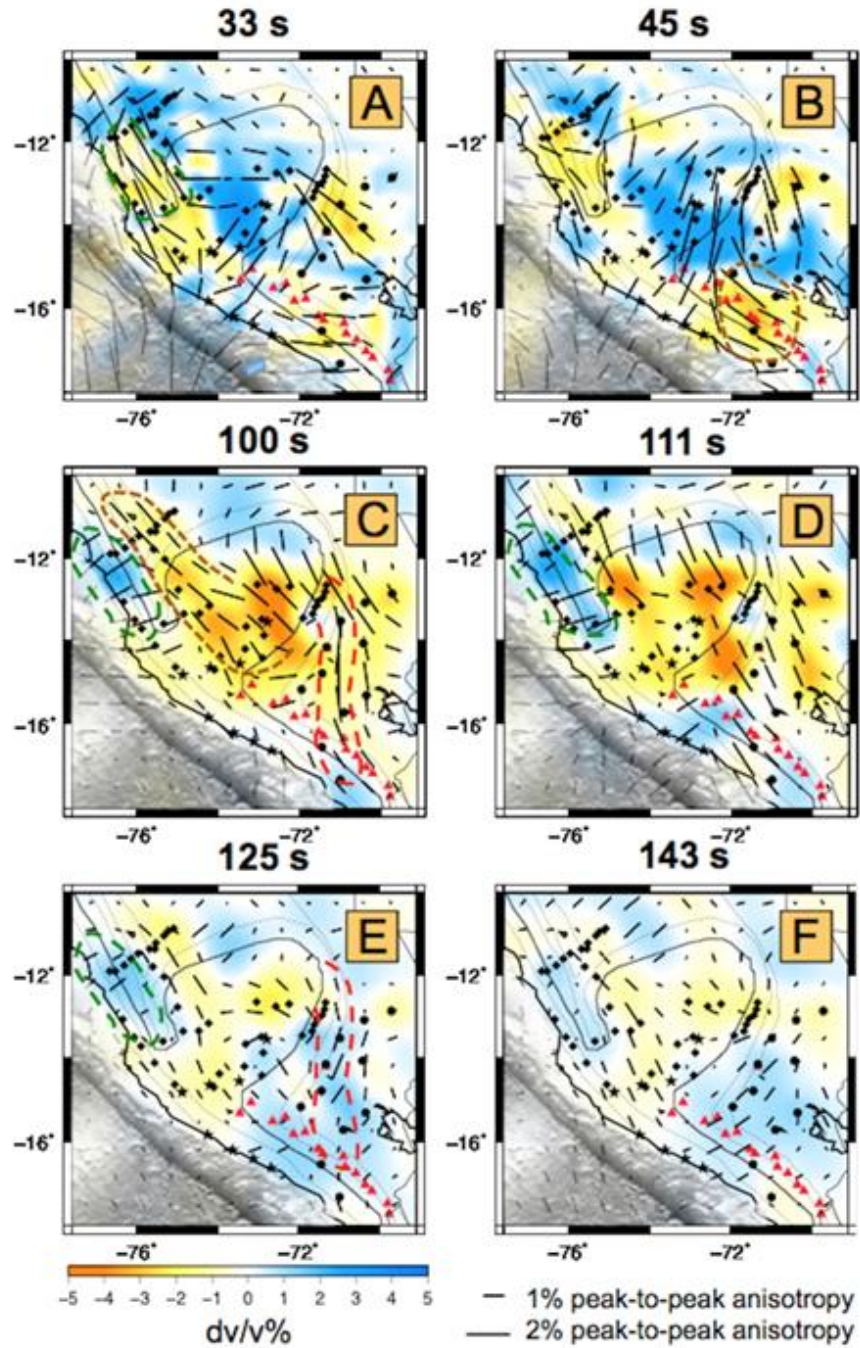 33 s 45 s
A B
-12°
-16°
-12°
-16°
-76° -72°
-76° -72°
100 s 111 s
C D
-12°
-16°
-12°
-16°
-76° -72°
-76° -72°
125 s 143 s
E F
-12°
-16°
-12°
-16°
-76° -72°
-76° -72°
-5 -4 -3 -2 -1 0 1 2 3 4 5
dv/v%
1% peak-to-peak anisotropy
2% peak-to-peak anisotropy